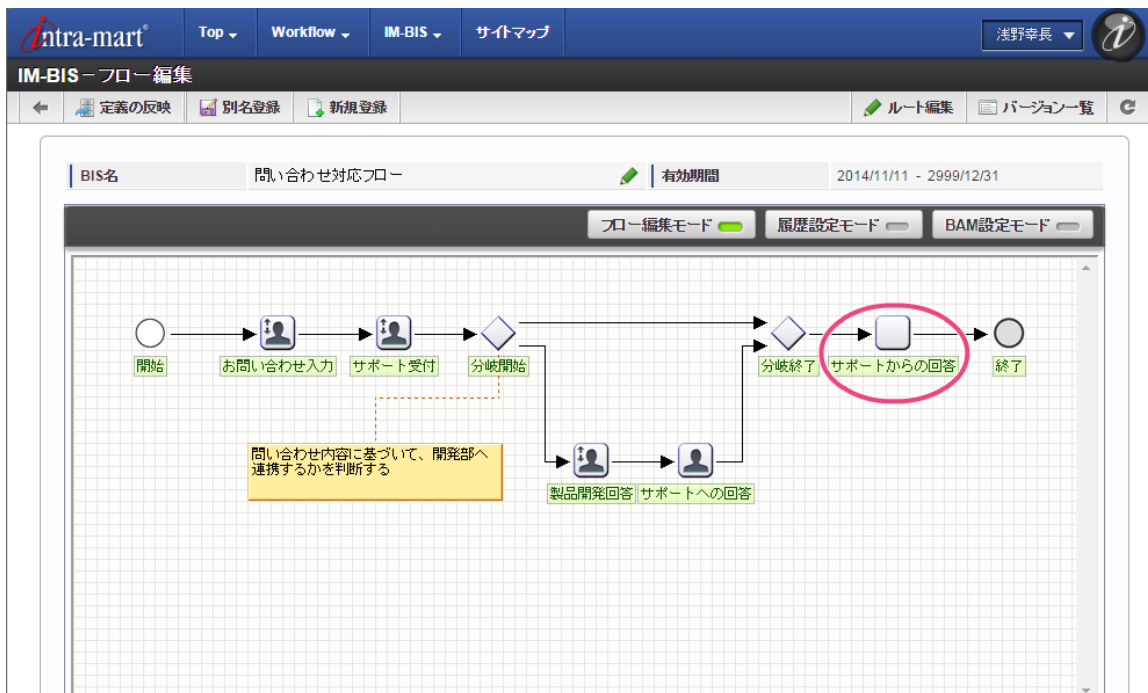 intra-mart®
Top
Workflow
IM-BIS
サイトマップ
浅野幸長
IM-BIS－フロー編集
定義の反映
別名登録
新規登録
ルート編集
バージョン一覧
BIS名
問い合わせ対応フロー
有効期間
2014/11/11 - 2999/12/31
フロー編集モード
履歴設定モード
BAM設定モード
開始
お問い合わせ入力
サポート受付
分岐開始
分岐終了
サポートからの回答
終了
問い合わせ内容に基づいて、開発部へ
連携するかを判断する
製品開発回答
サポートへの回答